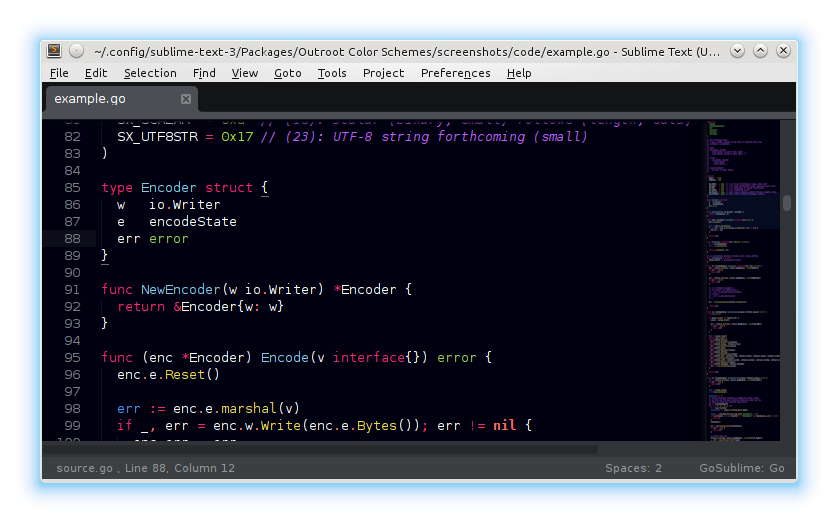 ~/.config/sublime-text-3/Packages/Outroot Color Schemes/screenshots/code/example.go - Sublime Text (U...
File Edit Selection Find View Goto Tools Project Preferences Help
example.go
82 SX_UTF8STR = 0x17 // (23): UTF-8 string forthcoming (small)
83 )
84
85 type Encoder struct {
86 w io.Writer
87 e encodeState
88 err error
89 }
90
91 func NewEncoder(w io.Writer) *Encoder {
92 return &Encoder{w: w}
93 }
94
95 func (enc *Encoder) Encode(v interface{}) error {
96 enc.e.Reset()
97
98 err := enc.e.marshal(v)
99 if _, err = enc.w.Write(enc.e.Bytes()); err != nil {
source.go , Line 88, Column 12 Spaces: 2 GoSublime: Go